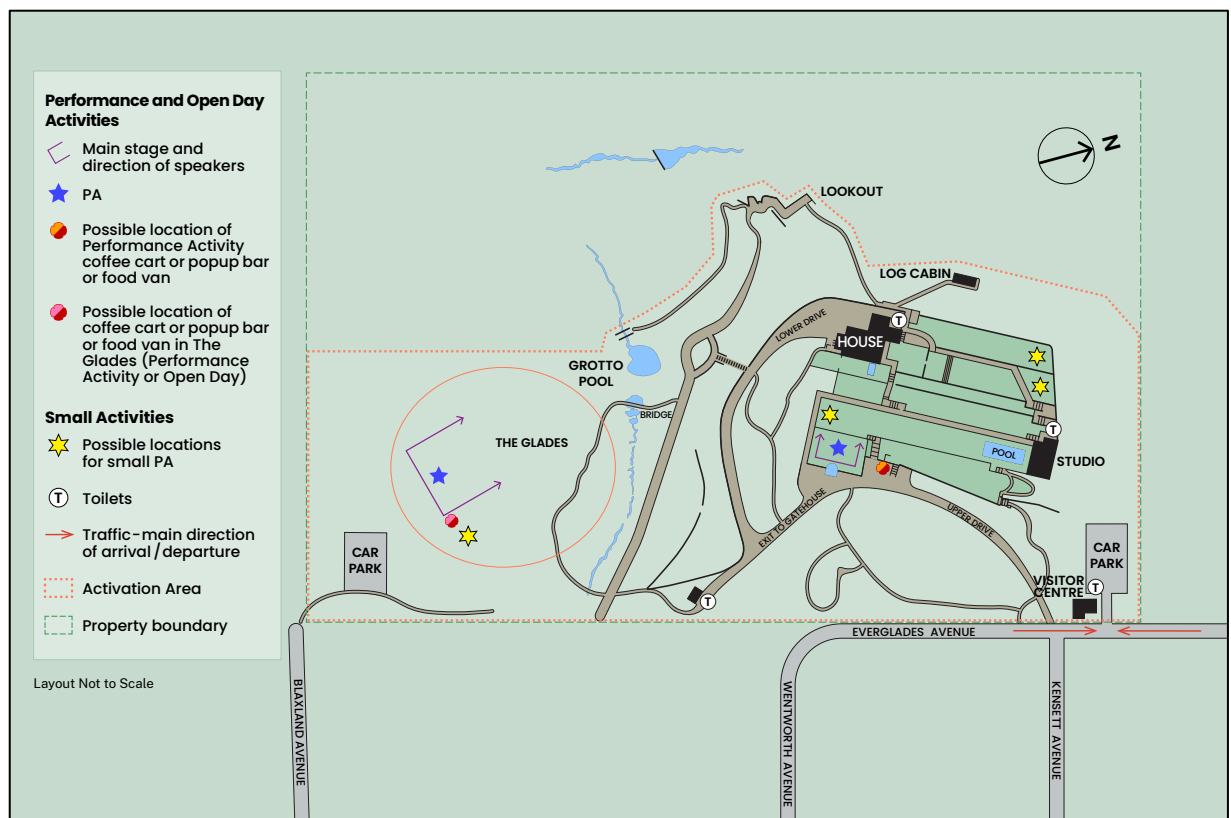 Performance and Open Day
Activities
Main stage and
direction of speakers
PA
Possible location of
Performance Activity
coffee cart or popup bar
or food van
Possible location of
coffee cart or popup bar
or food van in The
Glades (Performance
Activity or Open Day)
Small Activities
Possible locations
for small PA
T
Toilets
Traffic-main direction
of arrival/departure
Activation Area
Property boundary
Layout Not to Scale
N
LOOKOUT
LOG CABIN
T
LOWER DRIVE
HOUSE
GROTTO
POOL
BRIDGE
THE GLADES
T
POOL
STUDIO
EXIT TO GATEHOUSE
UPPER DRIVE
CAR
PARK
CAR
PARK
VISITOR
CENTRE
T
T
EVERGLADES AVENUE
BLAXLAND AVENUE
WENTWORTH AVENUE
KENSETT AVENUE